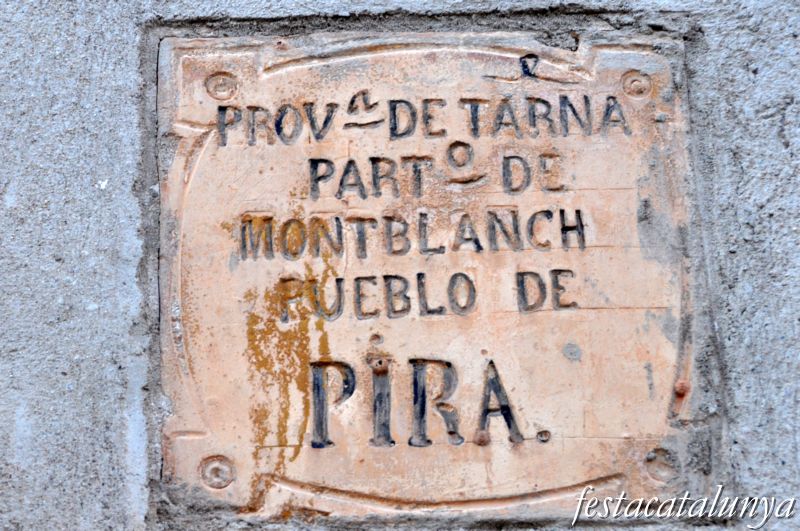 PROVᴬ DE TARNA
PARTº DE
MONTBLANCH
PUEBLO DE
PIRA.
festacatalunya